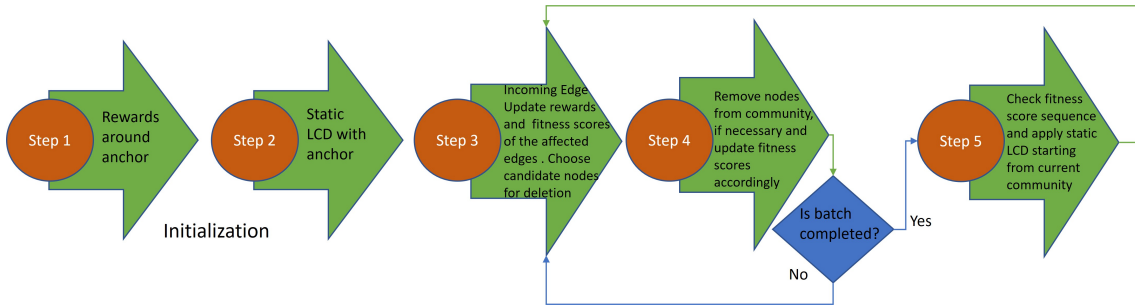 Step 1
Rewards
around
anchor
Step 2
Static
LCD with
anchor
Initialization
Step 3
Incoming Edge
Update rewards
and fitness scores
of the affected
edges . Choose
candidate nodes
for deletion
Step 4
Remove nodes
from community,
if necessary and
update fitness
scores
accordingly
Is batch
completed?
Yes
No
Step 5
Check fitness
score sequence
and apply static
LCD starting
from current
community